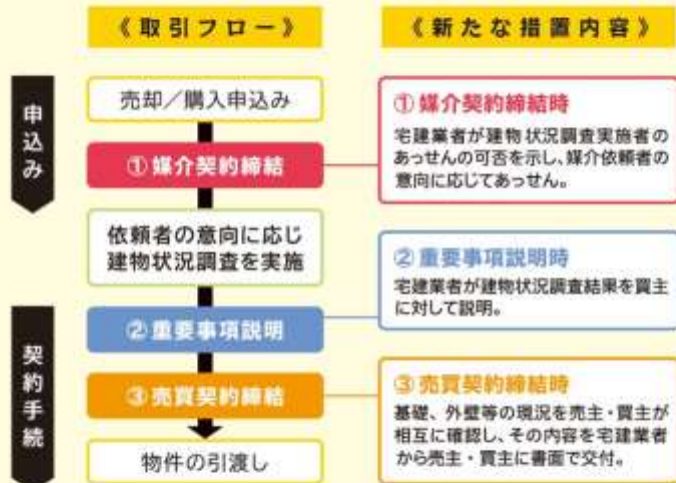 《取引フロー》
《新たな措置内容》
申込み
売却／購入申込み
①媒介契約締結
依頼者の意向に応じ
建物状況調査を実施
契約手続
②重要事項説明
③売買契約締結
物件の引渡し
①媒介契約締結時
宅建業者が建物状況調査実施者の
あっせんの可否を示し、媒介依頼者の
意向に応じてあっせん。
②重要事項説明時
宅建業者が建物状況調査結果を買主
に対して説明。
③売買契約締結時
基礎、外壁等の現況を売主・買主が
相互に確認し、その内容を宅建業者
から売主・買主に書面で交付。